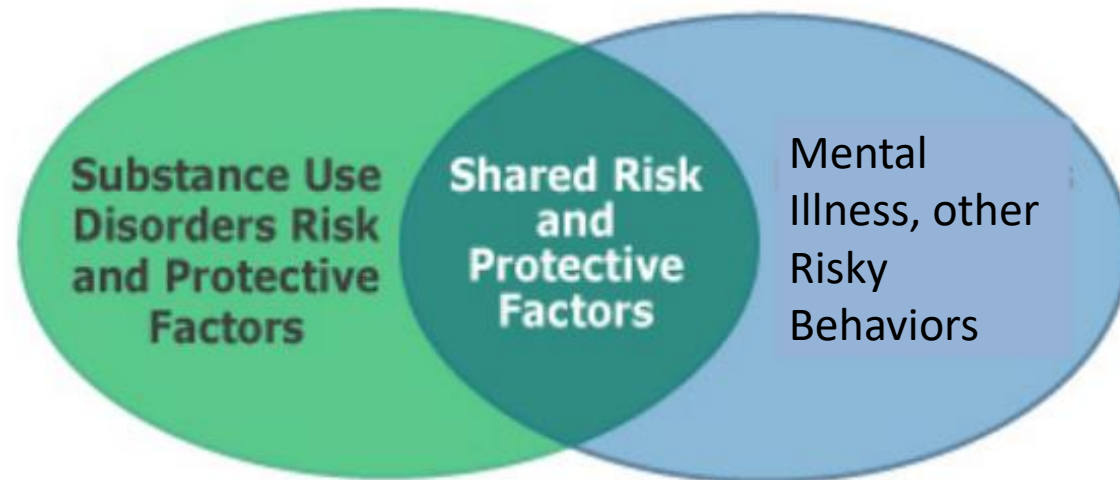 Substance Use
Disorders Risk
and Protective
Factors
Shared Risk
and
Protective
Factors
Mental
Illness, other
Risky
Behaviors